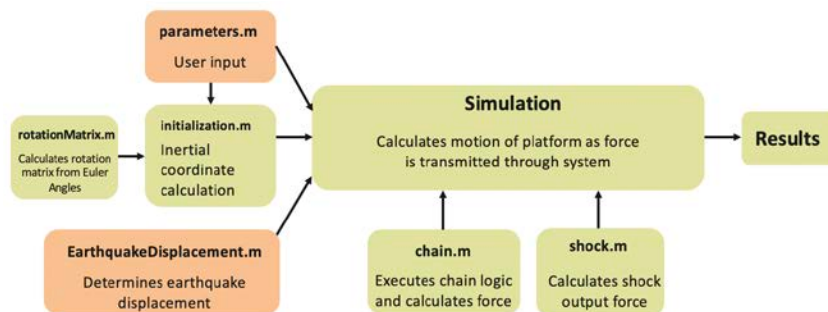 parameters.m
User input
rotationMatrix.m
Calculates rotation
matrix from Euler
Angles
initialization.m
Inertial
coordinate
calculation
Simulation
Calculates motion of platform as force
is transmitted through system
Results
EarthquakeDisplacement.m
Determines earthquake
displacement
chain.m
Executes chain logic
and calculates force
shock.m
Calculates shock
output force